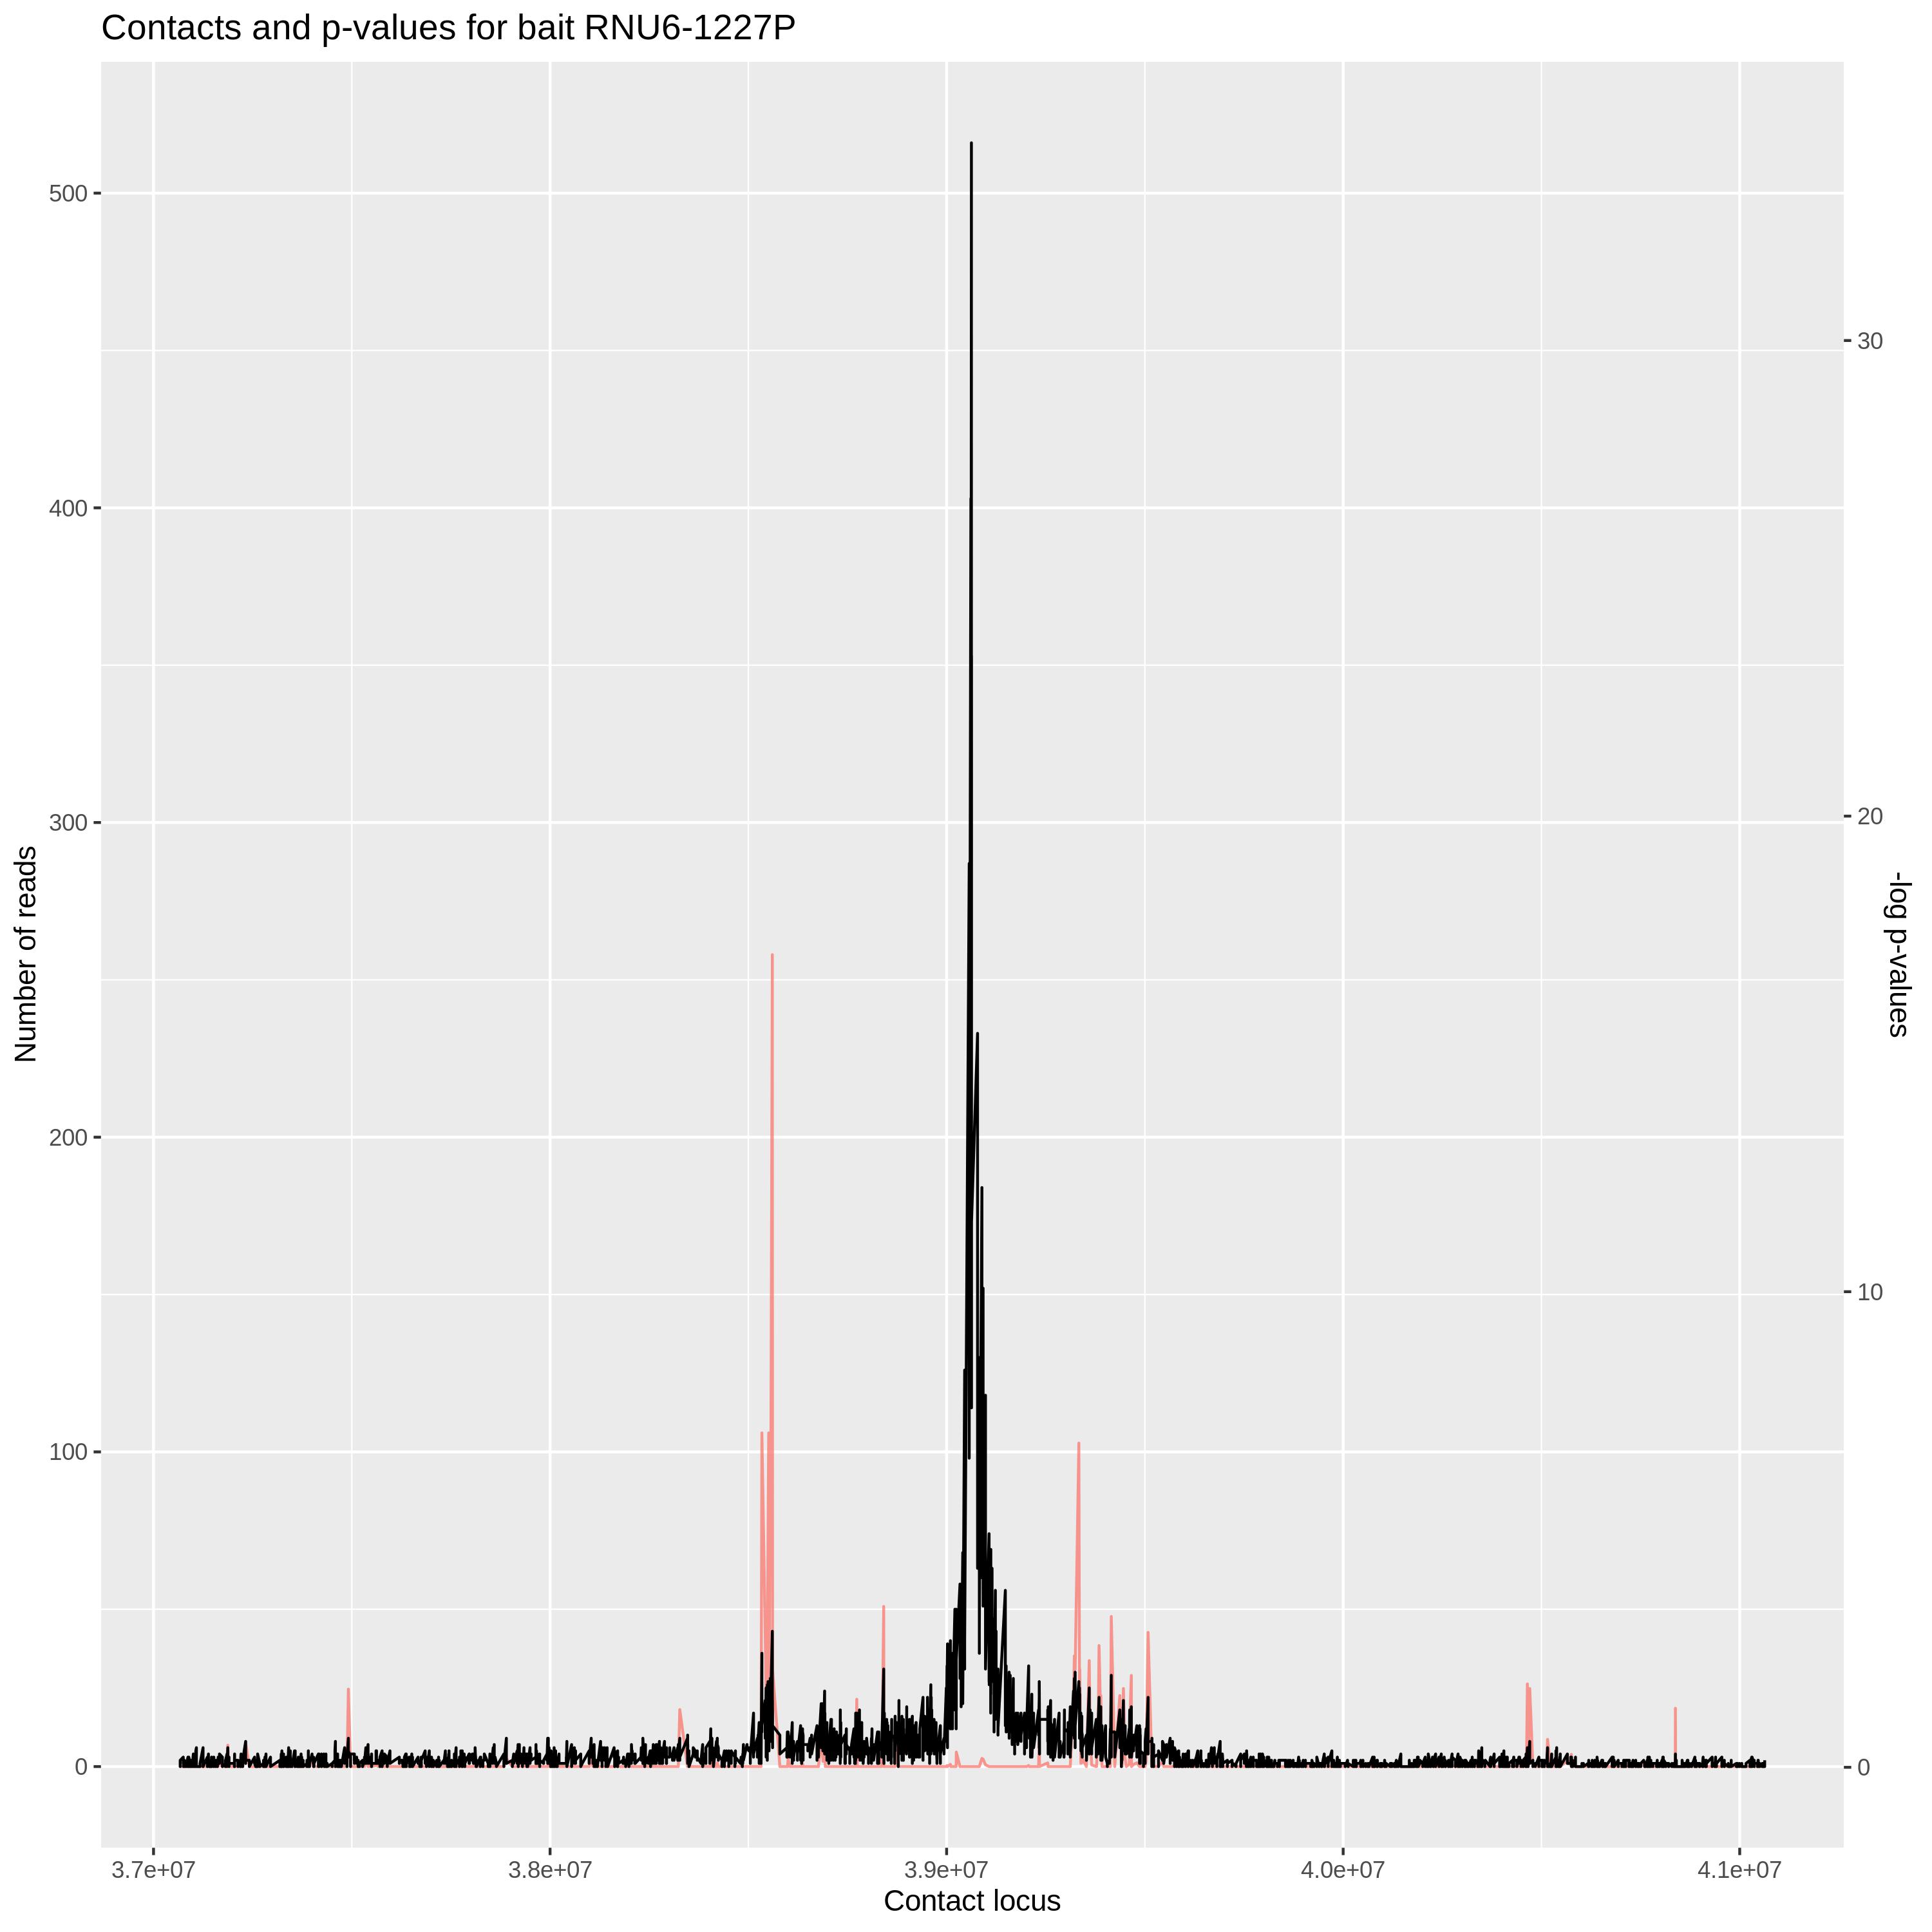 Contacts and p-values for bait RNU6-1227P
500
400
300
200
100
0
Number of reads
30
20
10
0
-log p-values
3.7e+07
3.8e+07
3.9e+07
4.0e+07
4.1e+07
Contact locus